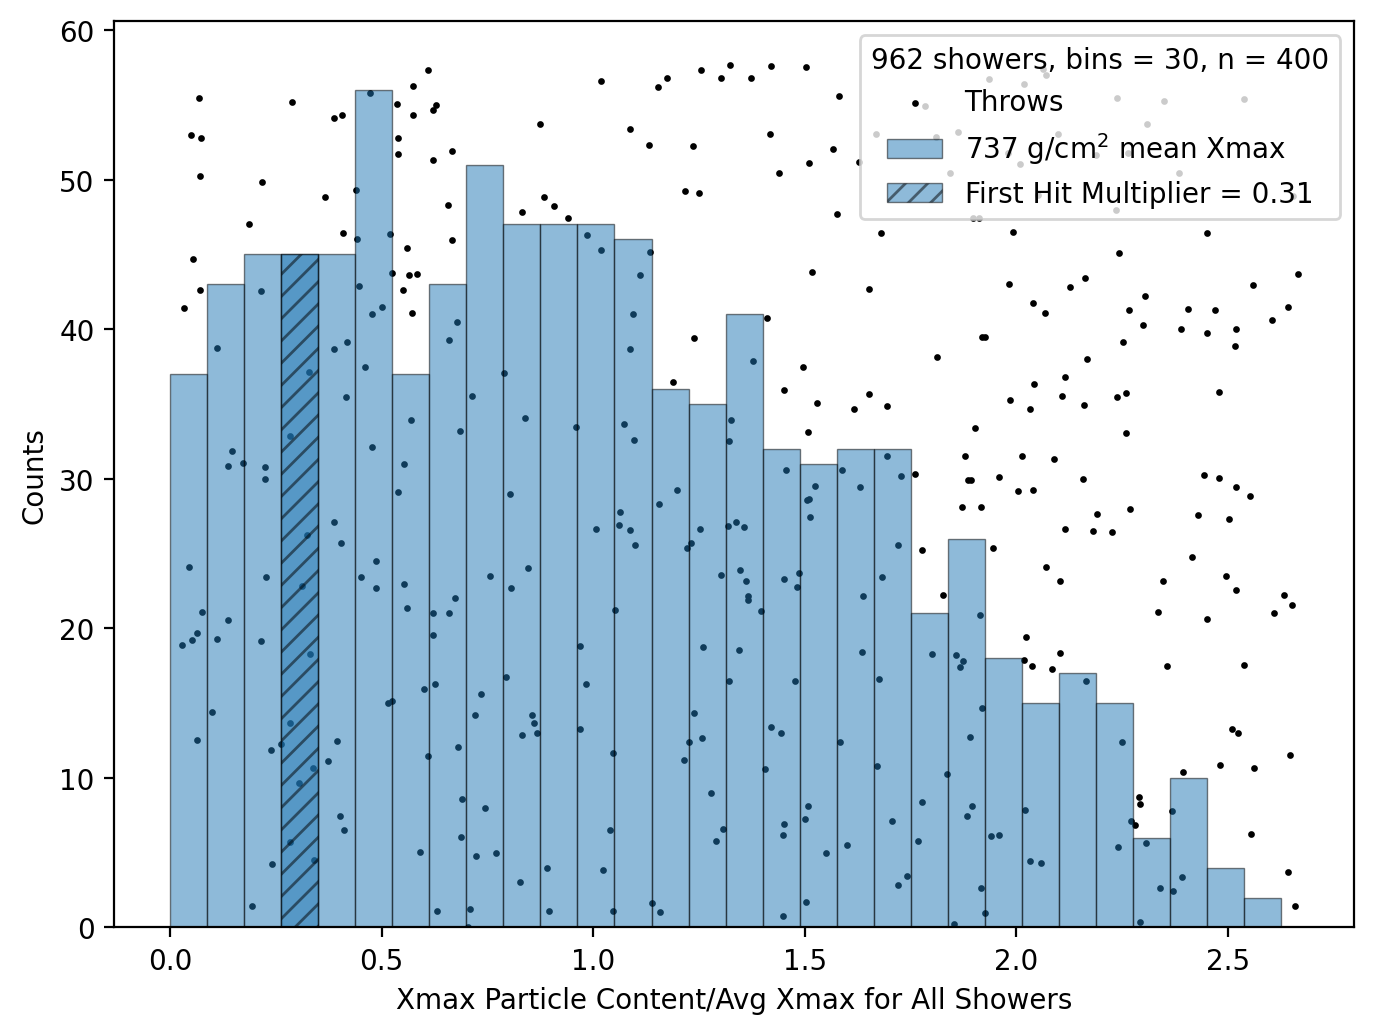 962 showers, bins = 30, n = 400
Throws
737 g/cm² mean Xmax
First Hit Multiplier = 0.31
60
50
40
30
20
10
0
Counts
0.0 0.5 1.0 1.5 2.0 2.5
Xmax Particle Content/Avg Xmax for All Showers